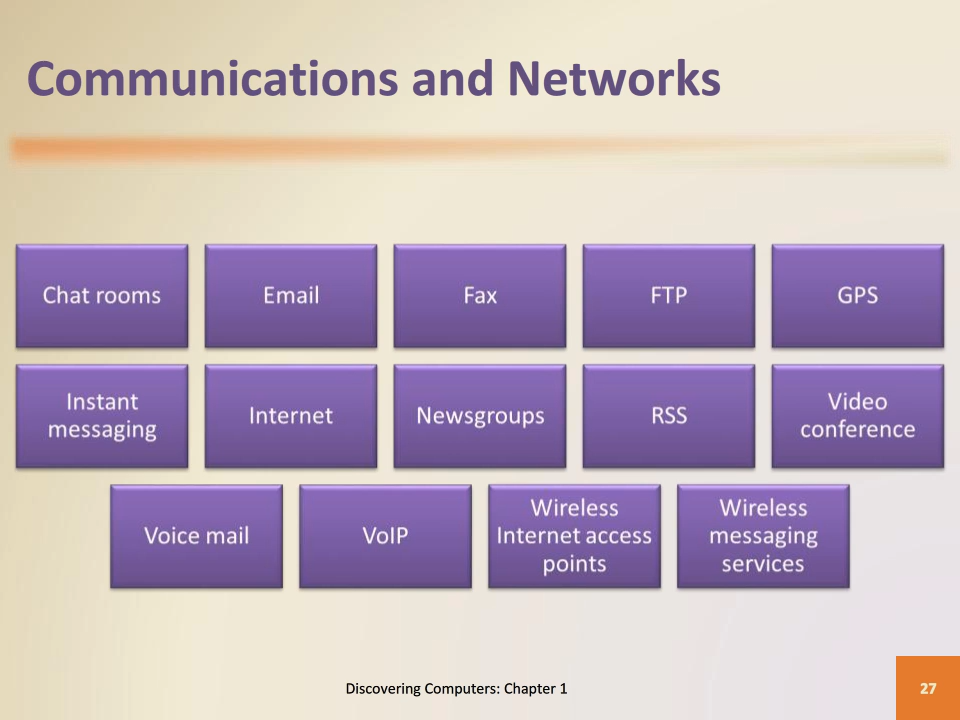 Communications and Networks
Chat rooms
Email
Fax
FTP
GPS
Instant
messaging
Internet
Newsgroups
RSS
Video
conference
Voice mail
VoIP
Wireless
Internet access
points
Wireless
messaging
services
Discovering Computers: Chapter 1
27